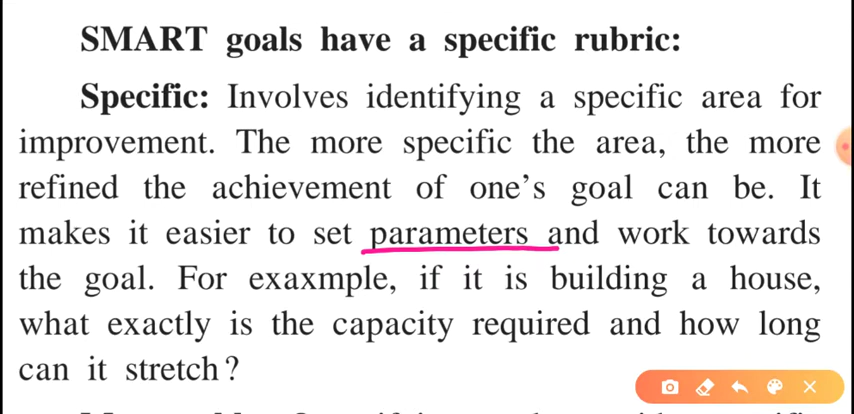 SMART goals have a specific rubric:
Specific: Involves identifying a specific area for
improvement. The more specific the area, the more
refined the achievement of one's goal can be. It
makes it easier to set parameters and work towards
the goal. For exaxmple, if it is building a house,
what exactly is the capacity required and how long
can it stretch?